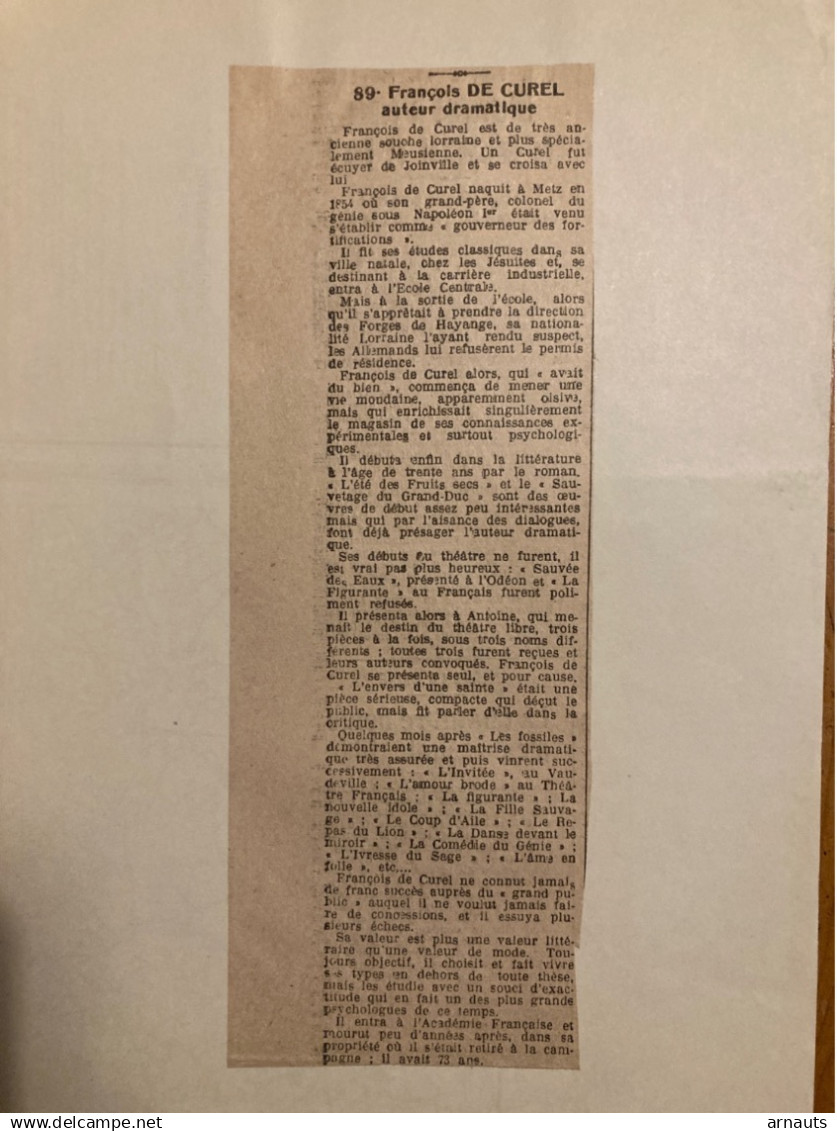 89· François DE CUREL
auteur dramatique
François de Curel est de très an-
cienne souche lorraine et plus spécia-
lement Meusienne. Un Curel fut
écuyer de Joinville et se croisa avec
lui
François de Curel naquit à Metz en
1854 où son grand-père, colonel du
génie sous Napoléon Ier était venu
s'établir comme « gouverneur des for-
tifications ».
Il fit ses études classiques dans sa
ville natale, chez les Jésuites et, se
destinant à la carrière industrielle,
entra à l'Ecole Centrale.
Mais à la sortie de l'école, alors
qu'il s'apprêtait à prendre la direction
des Forges de Hayange, sa nationa-
lité Lorraine l'ayant rendu suspect,
les Allemands lui refusèrent le permis
de résidence.
François de Curel alors, qui « avait
du bien », commença de mener une
vie mondaine, apparemment oisive,
mais qui enrichissait singulièrement
le magasin de ses connaissances ex-
périmentales et surtout psychologi-
ques.
Il débuta enfin dans la littérature
à l'âge de trente ans par le roman.
« L'été des Fruits secs » et le « Sau-
vetage du Grand-Duc » sont des œu-
vres de début assez peu intéressantes
mais qui par l'aisance des dialogues,
font déjà présager l'auteur dramati-
que.
Ses débuts au théâtre ne furent, il
est vrai pas plus heureux : « Sauvée
des Eaux », présenté à l'Odéon et « La
Figurante » au Français furent poli-
ment refusés.
Il présenta alors à Antoine, qui me-
nait le destin du théâtre libre, trois
pièces à la fois, sous trois noms dif-
férents ; toutes trois furent reçues et
leurs auteurs convoqués. François de
Curel se présenta seul, et pour cause.
« L'envers d'une sainte » était une
pièce sérieuse, compacte qui déçut le
public, mais fit parler d'elle dans la
critique.
Quelques mois après « Les fossiles »
démontraient une maîtrise dramati-
que très assurée et puis vinrent suc-
cessivement : « L'Invitée », au Vau-
deville ; « L'amour brode » au Théâ-
tre Français ; « La figurante » ; La
nouvelle idole » ; « La Fille Sauva-
ge » ; « Le Coup d'Aile » ; « Le Re-
pas du Lion » ; « La Danse devant le
miroir » ; « La Comédie du Génie » ;
« L'Ivresse du Sage » ; « L'âme en
folie », etc....
François de Curel ne connut jamais
de franc succès auprès du « grand pu-
blic » auquel il ne voulut jamais fai-
re de concessions, et il essuya plu-
sieurs échecs.
Sa valeur est plus une valeur litté-
raire qu'une valeur de mode. Tou-
jours objectif, il choisit et fait vivre
ses types en dehors de toute thèse,
mais les étudie avec un souci d'exac-
titude qui en fait un des plus grands
psychologues de ce temps.
Il entra à l'Académie Française et
mourut peu d'années après, dans sa
propriété où il s'était retiré à la cam-
pagne ; il avait 73 ans.
arnauts